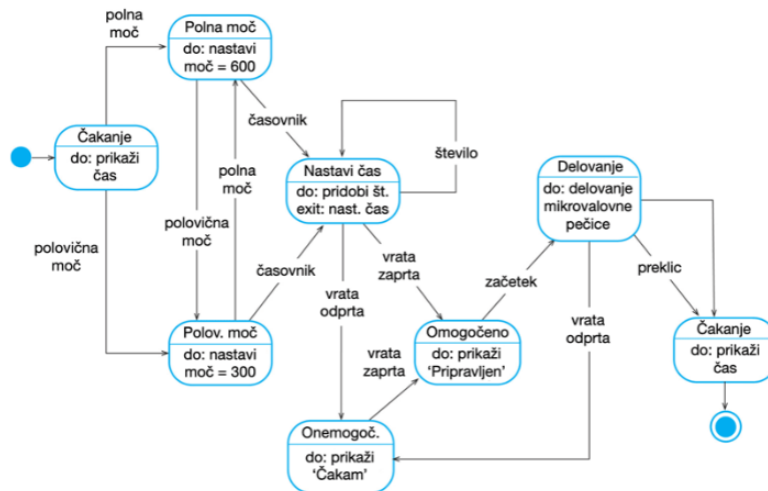 polna
moč
Polna moč
do: nastavi
moč = 600
časovnik
Čakanje
do: prikaži
čas
polna
moč
število
Nastavi čas
do: pridobi št.
exit: nast. čas
Delovanje
do: delovanje
mikrovalovne
pečice
polovična
moč
polovična
moč
časovnik
vrata
zaprta
začetek
preklic
vrata
odprta
vrata
odprta
Polov. moč
do: nastavi
moč = 300
Omogočeno
do: prikaži
‘Pripravljen’
Čakanje
do: prikaži
čas
vrata
zaprta
Onemogoč.
do: prikaži
‘Čakam’